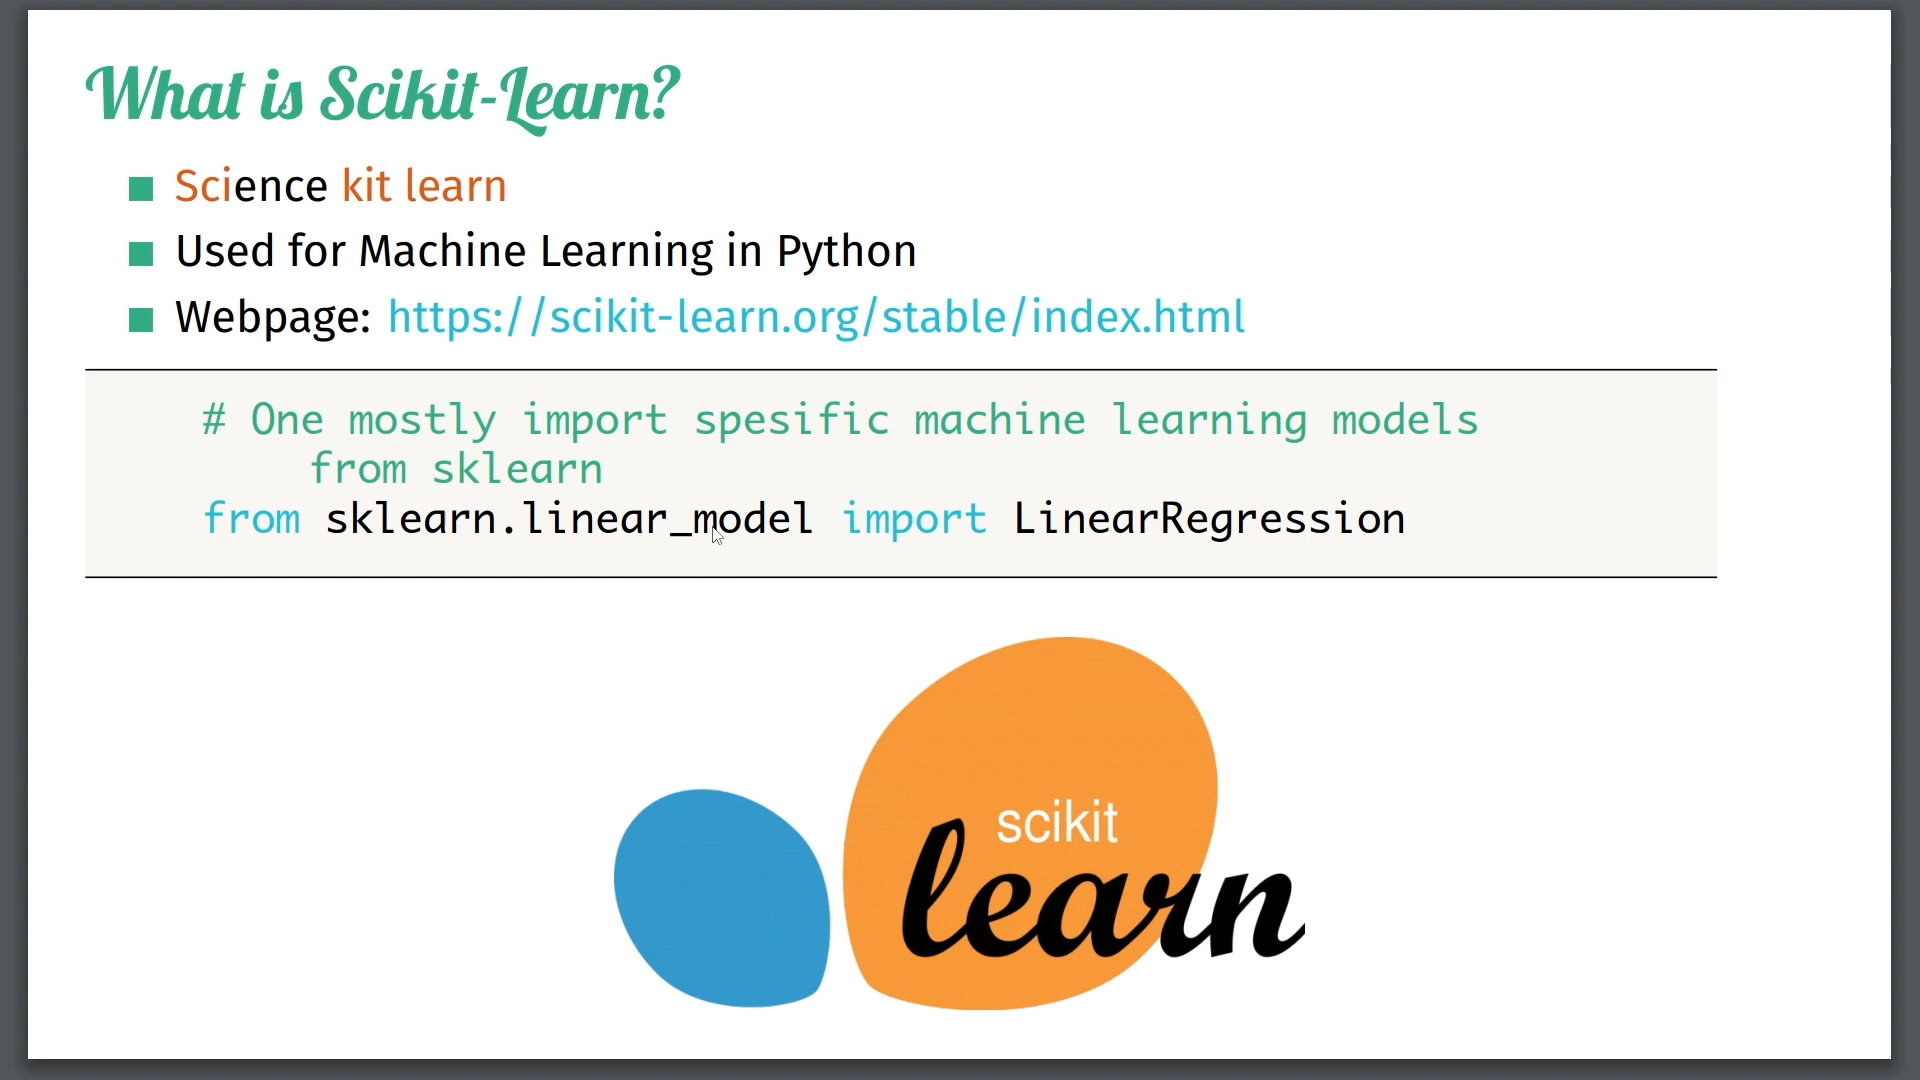 What is Scikit-Learn?
Science kit learn
Used for Machine Learning in Python
Webpage: https://scikit-learn.org/stable/index.html
# One mostly import spesific machine learning models
from sklearn
from sklearn.linear_model import LinearRegression
scikit
learn